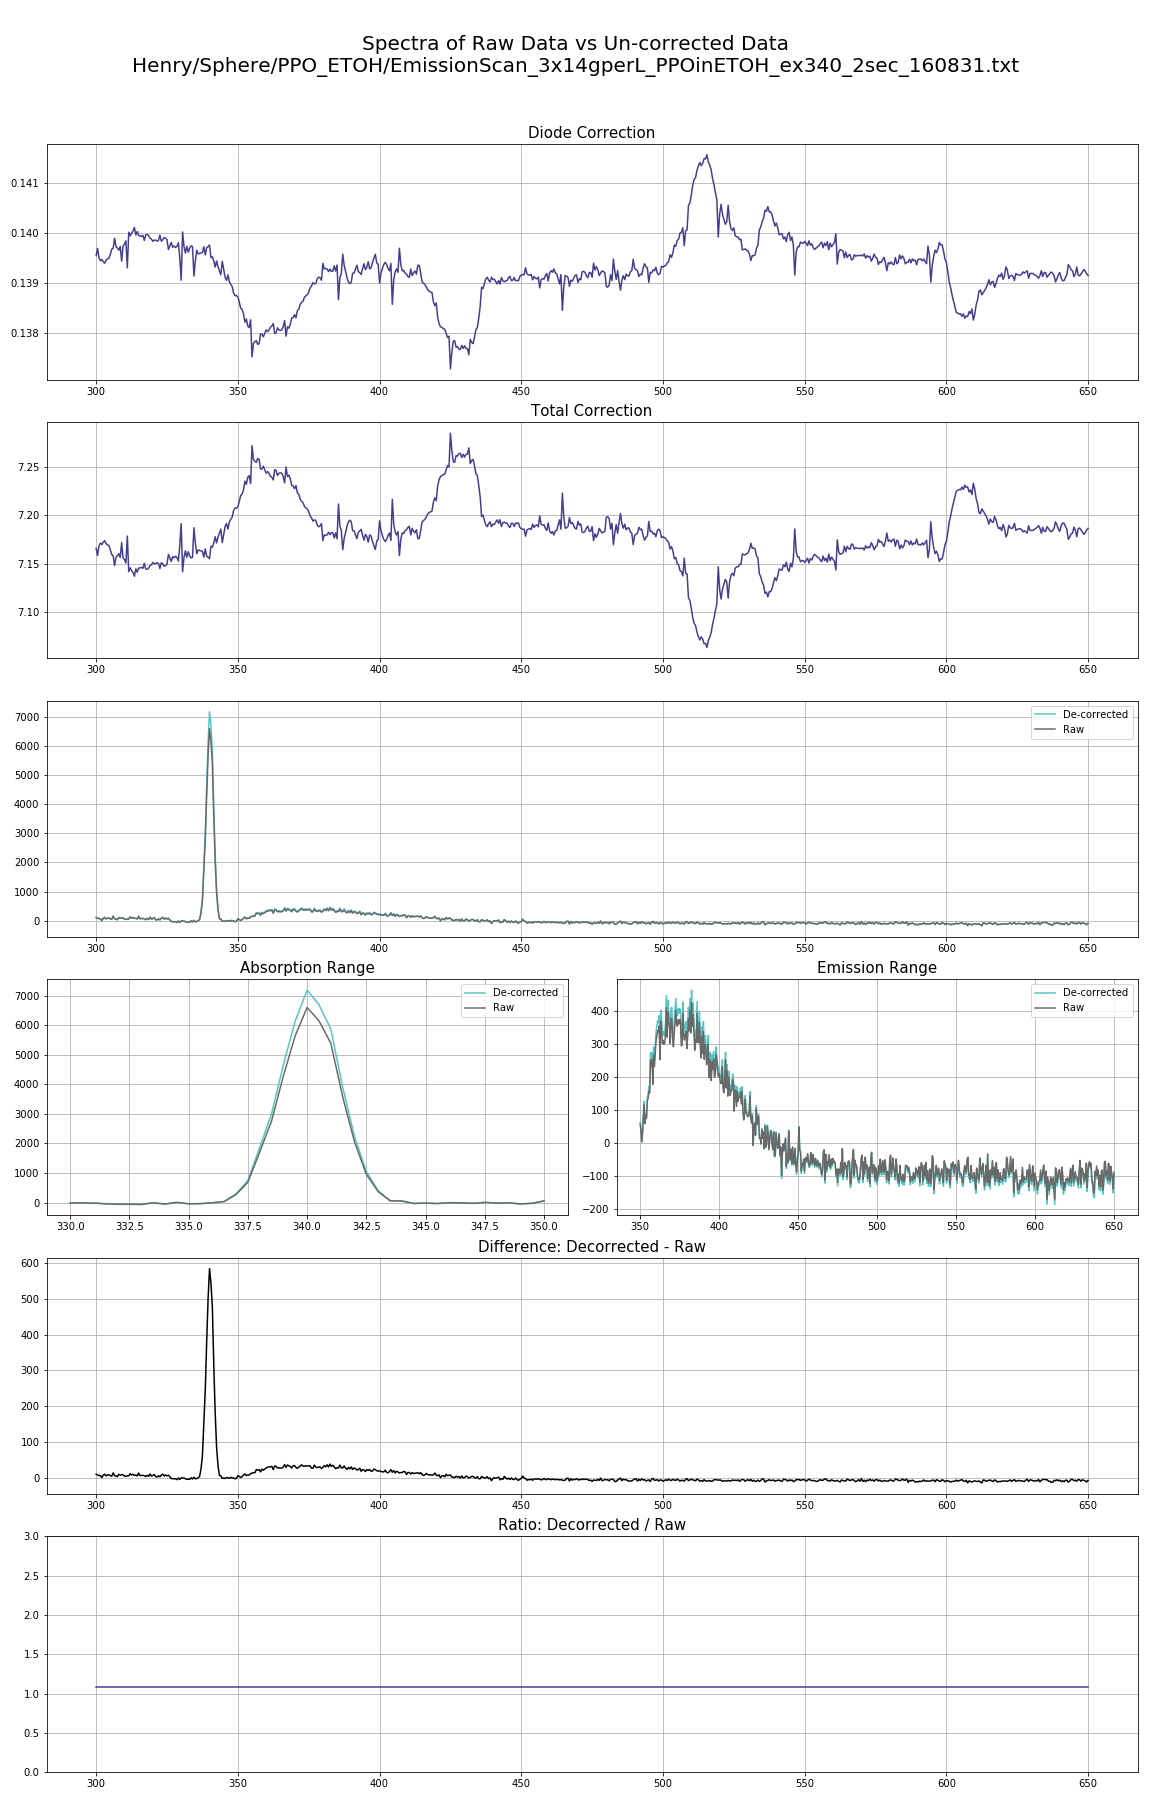 Spectra of Raw Data vs Un-corrected Data
Henry/Sphere/PPO_ETOH/EmissionScan_3x14gperL_PPOinETOH_ex340_2sec_160831.txt
Diode Correction
0.141
0.140
0.139
0.138
300 350 400 450 500 550 600 650
Total Correction
7.25
7.20
7.15
7.10
300 350 400 450 500 550 600 650
7000
6000
5000
4000
3000
2000
1000
0
De-corrected
Raw
300 350 400 450 500 550 600 650
Absorption Range
7000
6000
5000
4000
3000
2000
1000
0
De-corrected
Raw
330.0 332.5 335.0 337.5 340.0 342.5 345.0 347.5 350.0
Emission Range
400
300
200
100
0
−100
−200
De-corrected
Raw
350 400 450 500 550 600 650
Difference: Decorrected - Raw
600
500
400
300
200
100
0
300 350 400 450 500 550 600 650
Ratio: Decorrected / Raw
3.0
2.5
2.0
1.5
1.0
0.5
0.0
300 350 400 450 500 550 600 650